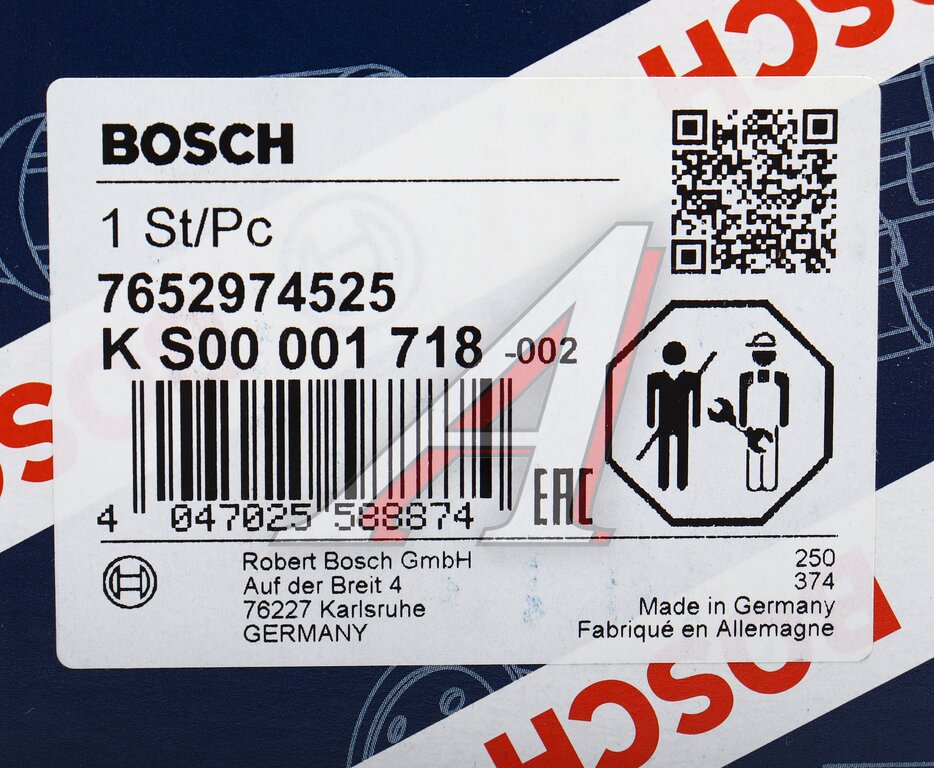 BOSCH
BOSCH
1 St/Pc
7652974525
K S00 001 718 -002
4 047025 588874
EAC
Robert Bosch GmbH
Auf der Breit 4
76227 Karlsruhe
GERMANY
250
374
Made in Germany
Fabriqué en Allemagne
BOSCH